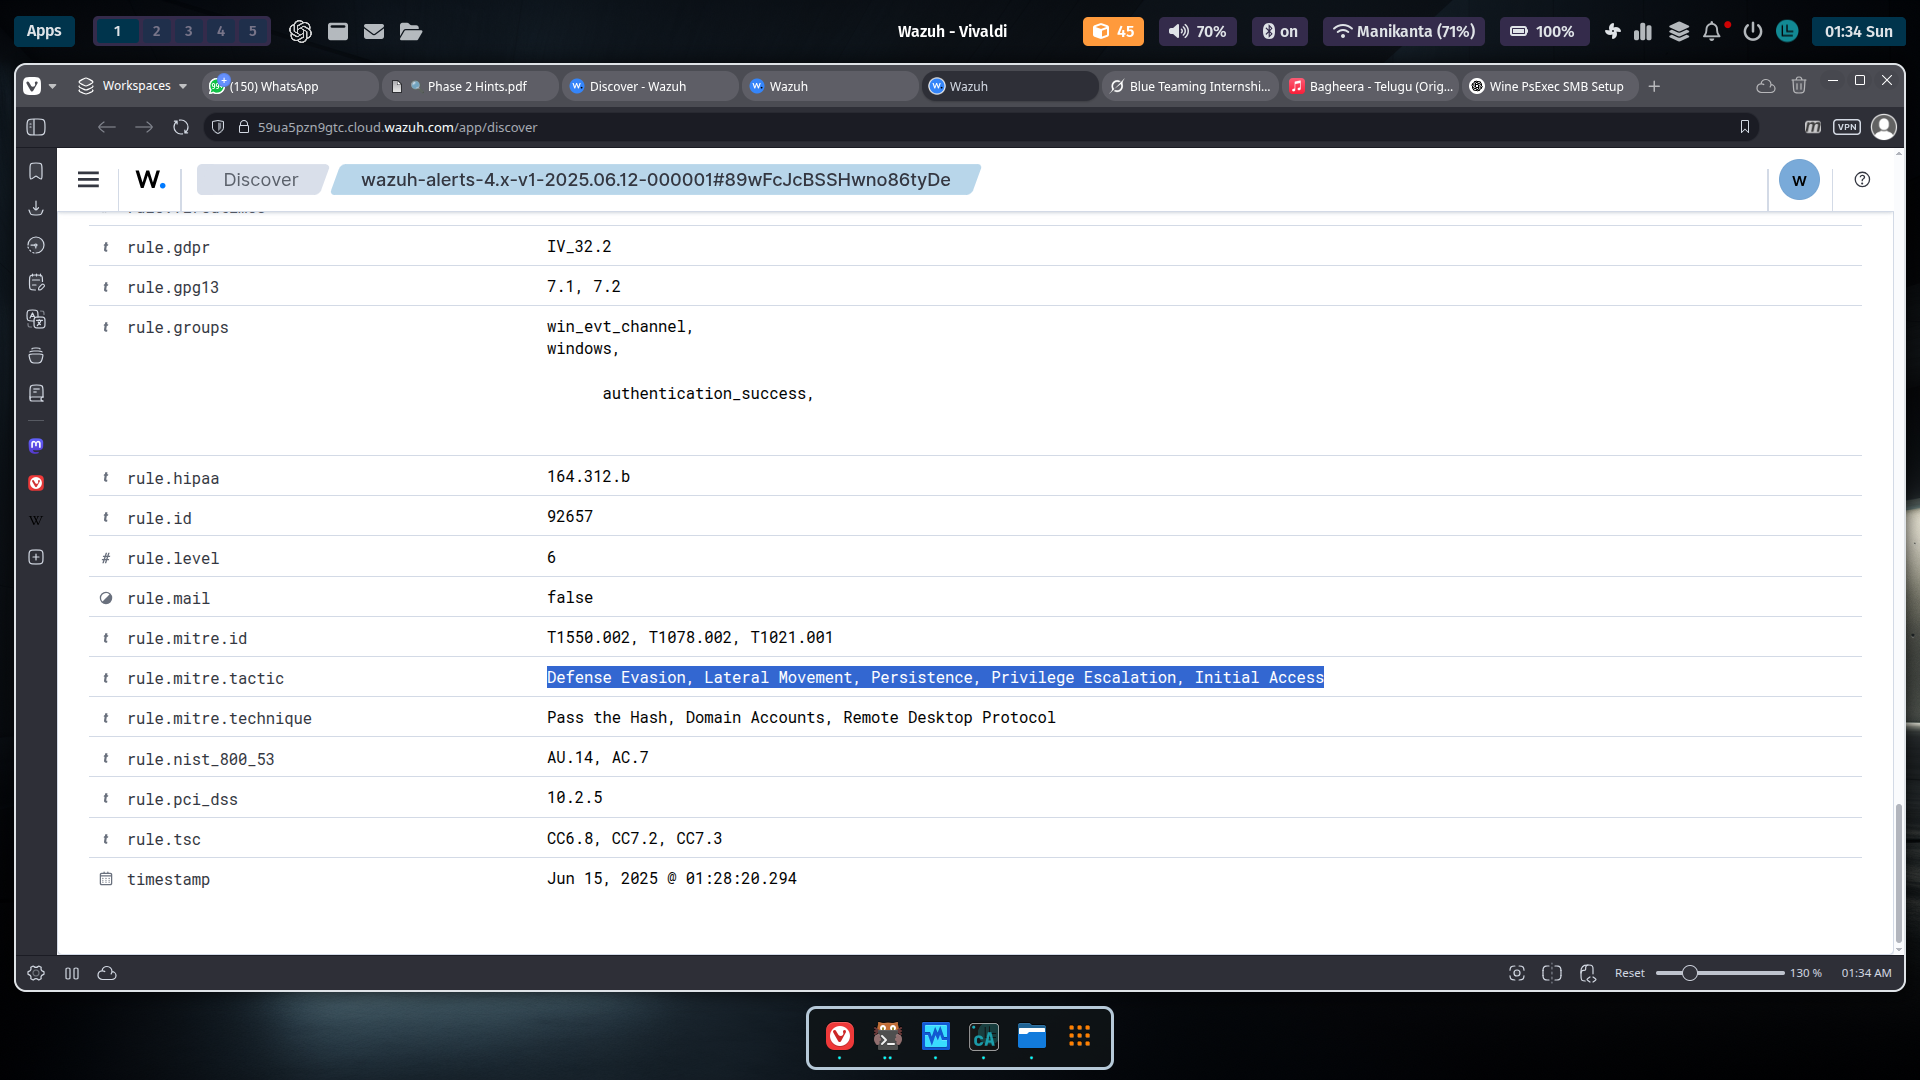 Apps
1 2 3 4 5
Wazuh - Vivaldi
45
70%
on
Manikanta (71%)
100%
01:34 Sun
Workspaces
(150) WhatsApp
Phase 2 Hints.pdf
Discover - Wazuh
Wazuh
Wazuh
Blue Teaming Internshi...
Bagheera - Telugu (Orig...
Wine PsExec SMB Setup
59ua5pzn9gtc.cloud.wazuh.com/app/discover
VPN
W.
Discover
wazuh-alerts-4.x-v1-2025.06.12-000001#89wFcJcBSSHwno86tyDe
w
t rule.gdpr IV_32.2
t rule.gpg13 7.1, 7.2
t rule.groups win_evt_channel,
windows,
authentication_success,
t rule.hipaa 164.312.b
t rule.id 92657
# rule.level 6
rule.mail false
t rule.mitre.id T1550.002, T1078.002, T1021.001
t rule.mitre.tactic Defense Evasion, Lateral Movement, Persistence, Privilege Escalation, Initial Access
t rule.mitre.technique Pass the Hash, Domain Accounts, Remote Desktop Protocol
t rule.nist_800_53 AU.14, AC.7
t rule.pci_dss 10.2.5
t rule.tsc CC6.8, CC7.2, CC7.3
timestamp Jun 15, 2025 @ 01:28:20.294
Reset
130 %
01:34 AM
cA